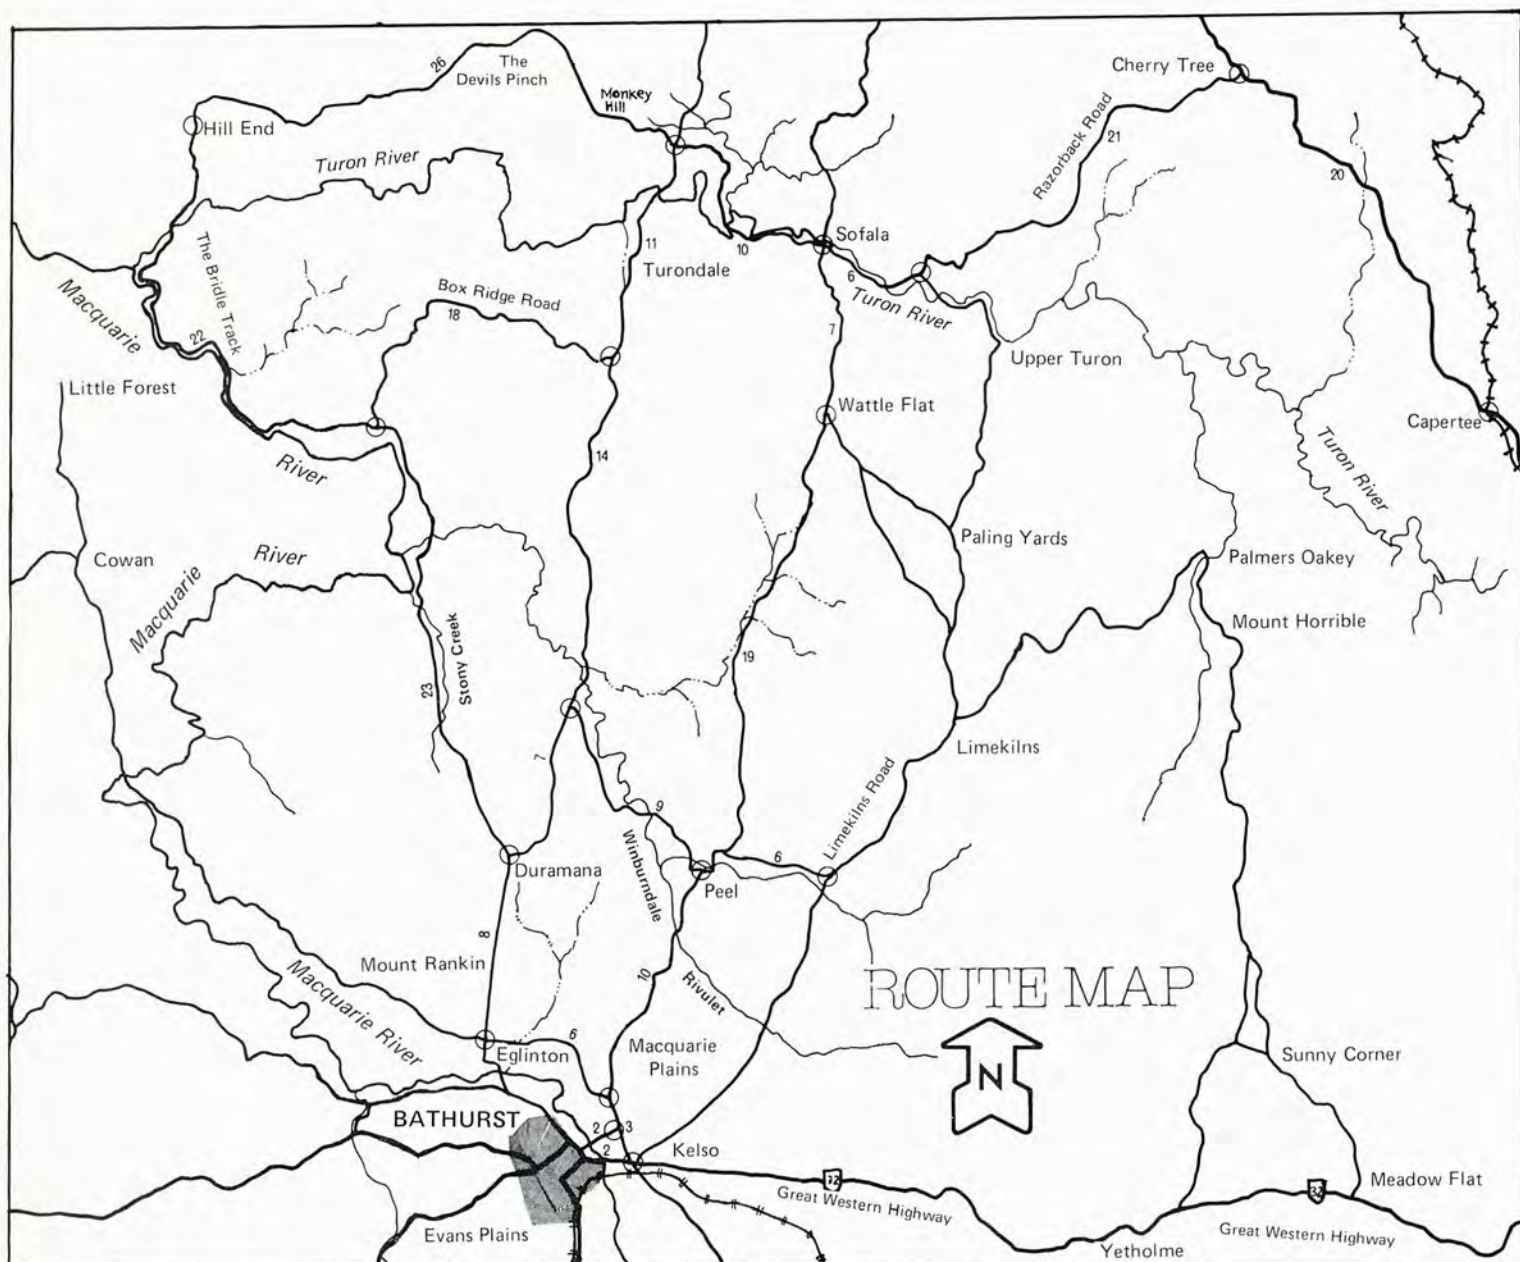 Cherry Tree
26
The
Devils Pinch
Monkey
Hill
Hill End
Razorback Road
21
Turon River
20
The Bridle Track
11
Turondale
10
Sofala
6
Turon River
Macquarie
22
Box Ridge Road
18
7
Upper Turon
Little Forest
Wattle Flat
Capertee
River
14
Turon River
Cowan
River
Macquarie
Paling Yards
Palmers Oakey
Mount Horrible
Stony Creek
23
19
7
Limekilns
Limekilns Road
9
Winburndale
6
Duramana
Peel
8
Mount Rankin
10
Rivulet
ROUTE MAP
Macquarie River
6
Eglinton
Macquarie
Plains
N
Sunny Corner
BATHURST
2
3
2
Kelso
32
Great Western Highway
32
Meadow Flat
Evans Plains
Great Western Highway
Yetholme